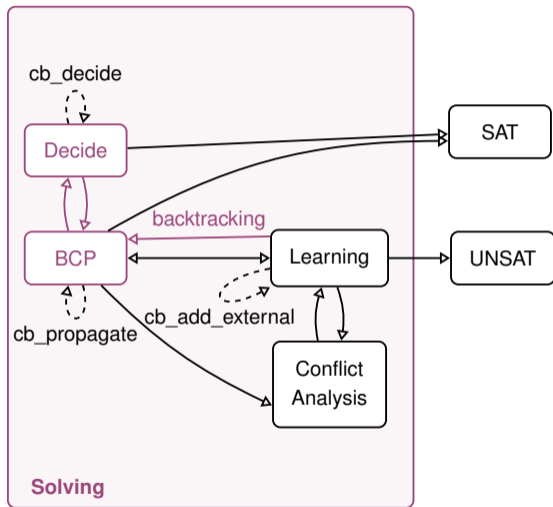 cb_decide
Decide
SAT
backtracking
BCP
Learning
UNSAT
cb_add_external
cb_propagate
Conflict
Analysis
Solving